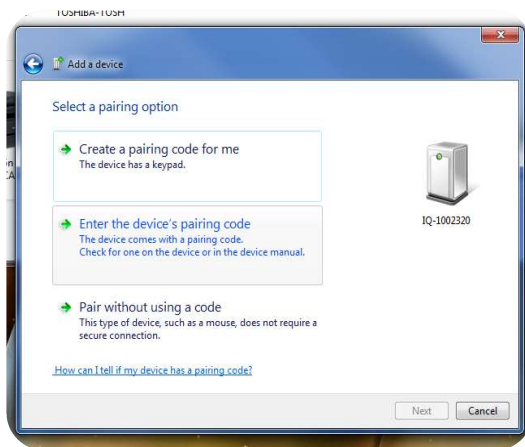 TOSHIBA-TOSH
Add a device
Select a pairing option
Create a pairing code for me
The device has a keypad.
Enter the device's pairing code
The device comes with a pairing code.
Check for one on the device or in the device manual.
IQ-1002320
Pair without using a code
This type of device, such as a mouse, does not require a
secure connection.
How can I tell if my device has a pairing code?
Next
Cancel